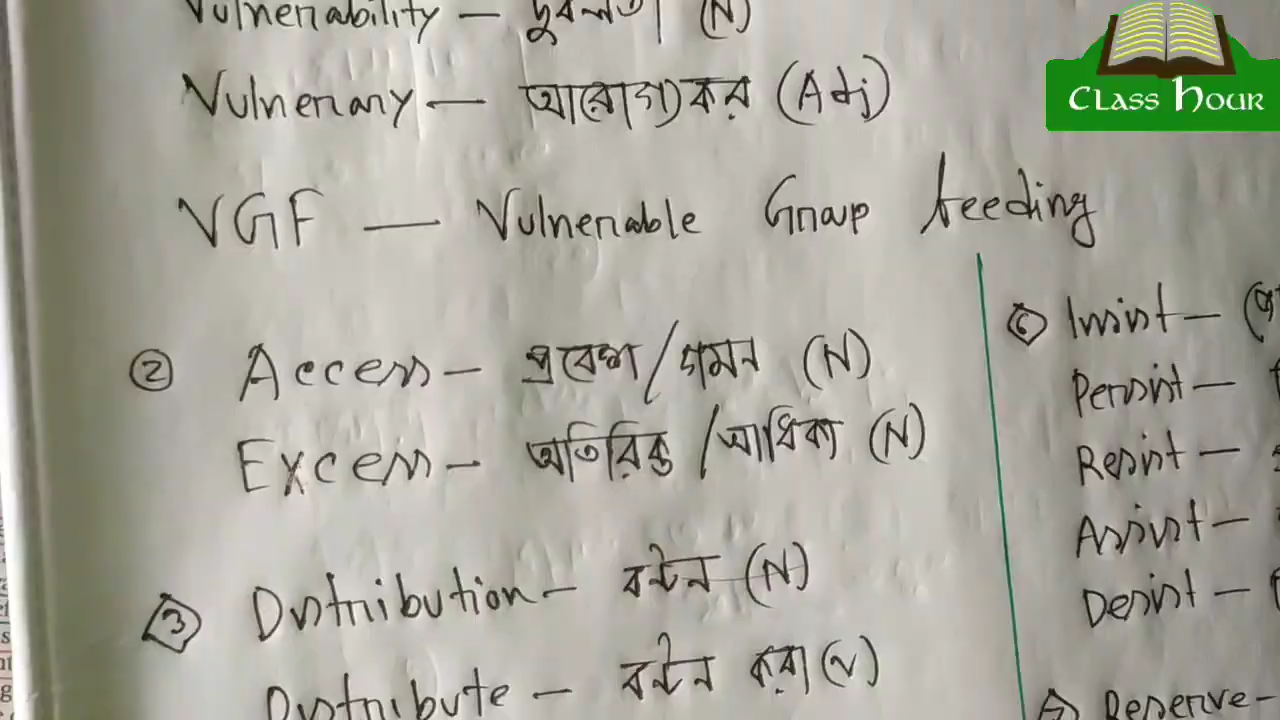 Vulnerability — দুর্বলতা (N)
Vulnerary — আরোগ্যকর (Adj)
VGF — Vulnerable Group feeding
② Access — প্রবেশ/গমন (N)
Excess — অতিরিক্ত/আধিক্য (N)
③ Distribution — বন্টন (N)
Distribute — বন্টন করা (v)
⑥ Insist —
Persist —
Resist —
Assist —
Desist —
Reserve —
CLASS HOUR